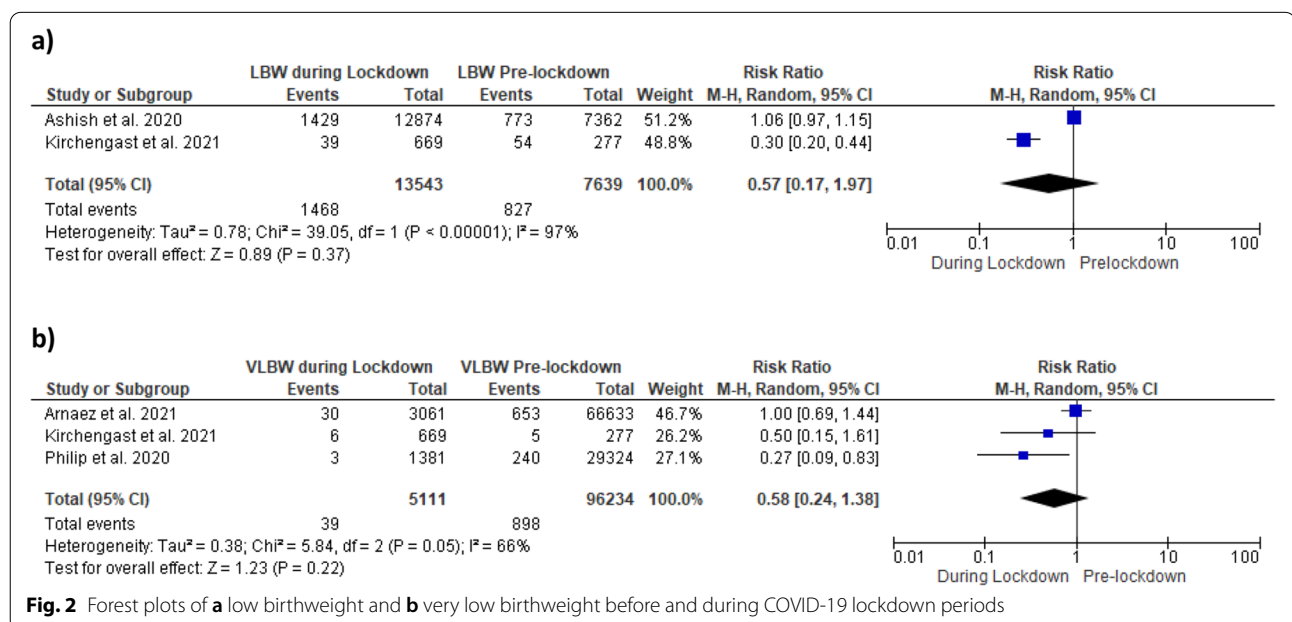 a)
LBW during Lockdown LBW Pre-lockdown Risk Ratio Risk Ratio
Study or Subgroup Events Total Events Total Weight M-H, Random, 95% CI M-H, Random, 95% CI
Ashish et al. 2020 1429 12874 773 7362 51.2% 1.06 [0.97, 1.15]
Kirchengast et al. 2021 39 669 54 277 48.8% 0.30 [0.20, 0.44]
Total (95% CI) 13543 7639 100.0% 0.57 [0.17, 1.97]
Total events 1468 827
Heterogeneity: Tau² = 0.78; Chi² = 39.05, df = 1 (P < 0.00001); I² = 97%
Test for overall effect: Z = 0.89 (P = 0.37)
0.01 0.1 1 10 100
During Lockdown Prelockdown
b)
VLBW during Lockdown VLBW Pre-lockdown Risk Ratio Risk Ratio
Study or Subgroup Events Total Events Total Weight M-H, Random, 95% CI M-H, Random, 95% CI
Arnaez et al. 2021 30 3061 653 66633 46.7% 1.00 [0.69, 1.44]
Kirchengast et al. 2021 6 669 5 277 26.2% 0.50 [0.15, 1.61]
Philip et al. 2020 3 1381 240 29324 27.1% 0.27 [0.09, 0.83]
Total (95% CI) 5111 96234 100.0% 0.58 [0.24, 1.38]
Total events 39 898
Heterogeneity: Tau² = 0.38; Chi² = 5.84, df = 2 (P = 0.05); I² = 66%
Test for overall effect: Z = 1.23 (P = 0.22)
0.01 0.1 1 10 100
During Lockdown Pre-lockdown
Fig. 2 Forest plots of a low birthweight and b very low birthweight before and during COVID-19 lockdown periods